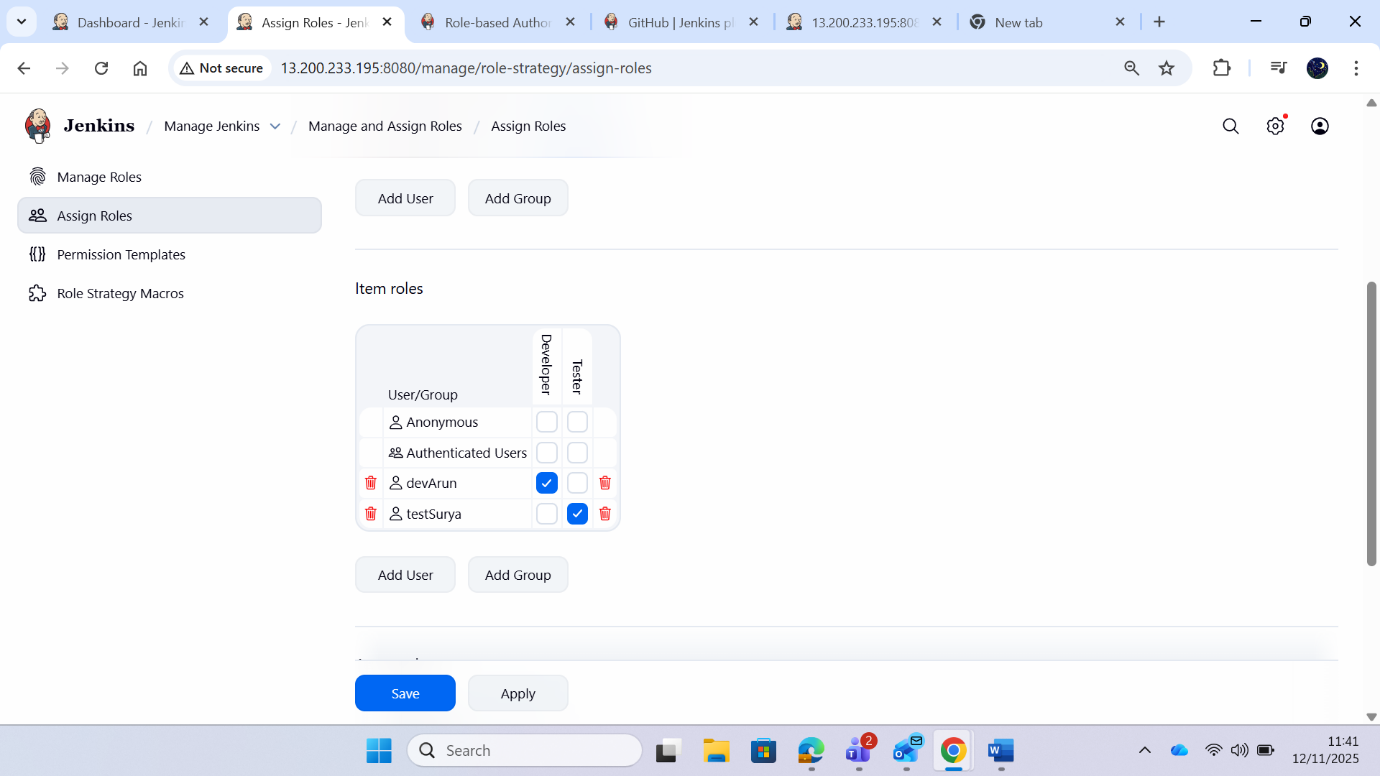 Dashboard - Jenki
Assign Roles - Jenk
Role-based Author
GitHub | Jenkins pl
13.200.233.195:808
New tab
Not secure
13.200.233.195:8080/manage/role-strategy/assign-roles
Jenkins / Manage Jenkins / Manage and Assign Roles / Assign Roles
Manage Roles
Assign Roles
Permission Templates
Role Strategy Macros
Add User
Add Group
Item roles
User/Group
Developer
Tester
Anonymous
Authenticated Users
devArun
testSurya
Add User
Add Group
Save
Apply
Search
2
11:41
12/11/2025